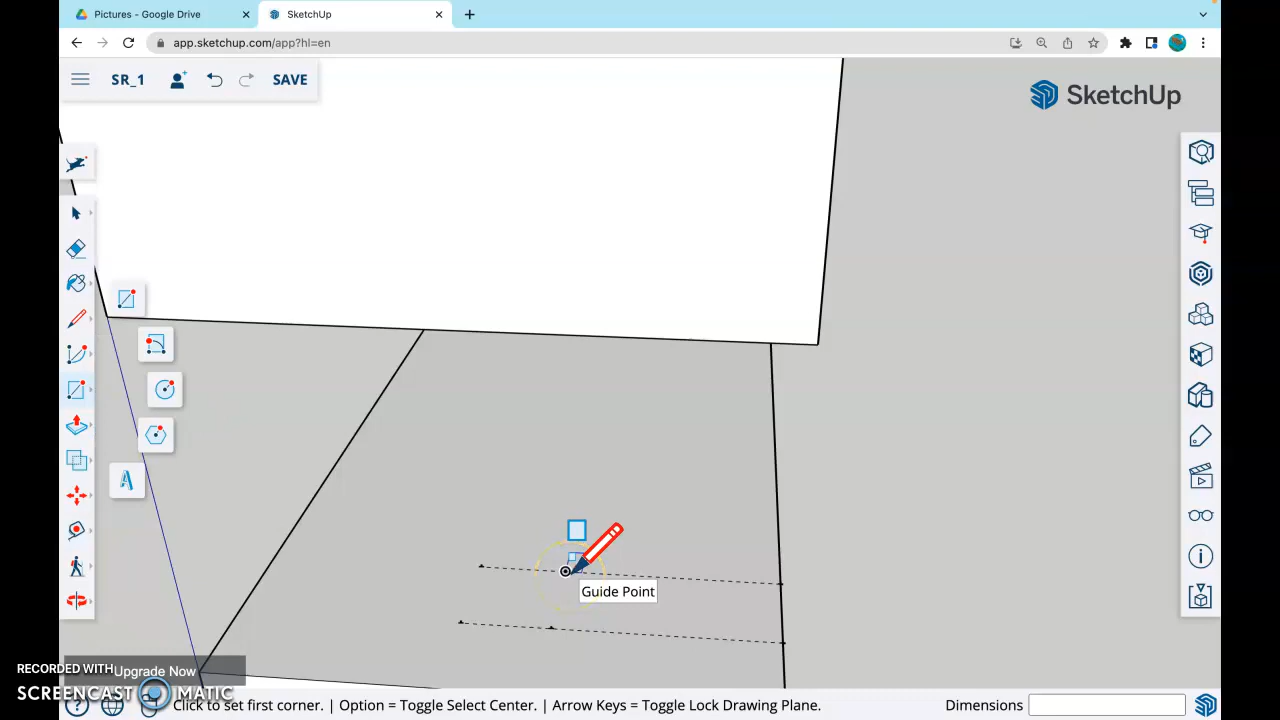 Pictures - Google Drive
SketchUp
app.sketchup.com/app?hl=en
SR_1
SAVE
SketchUp
Guide Point
RECORDED WITH
Upgrade Now
SCREENCAST MATIC
Click to set first corner. | Option = Toggle Select Center. | Arrow Keys = Toggle Lock Drawing Plane.
Dimensions